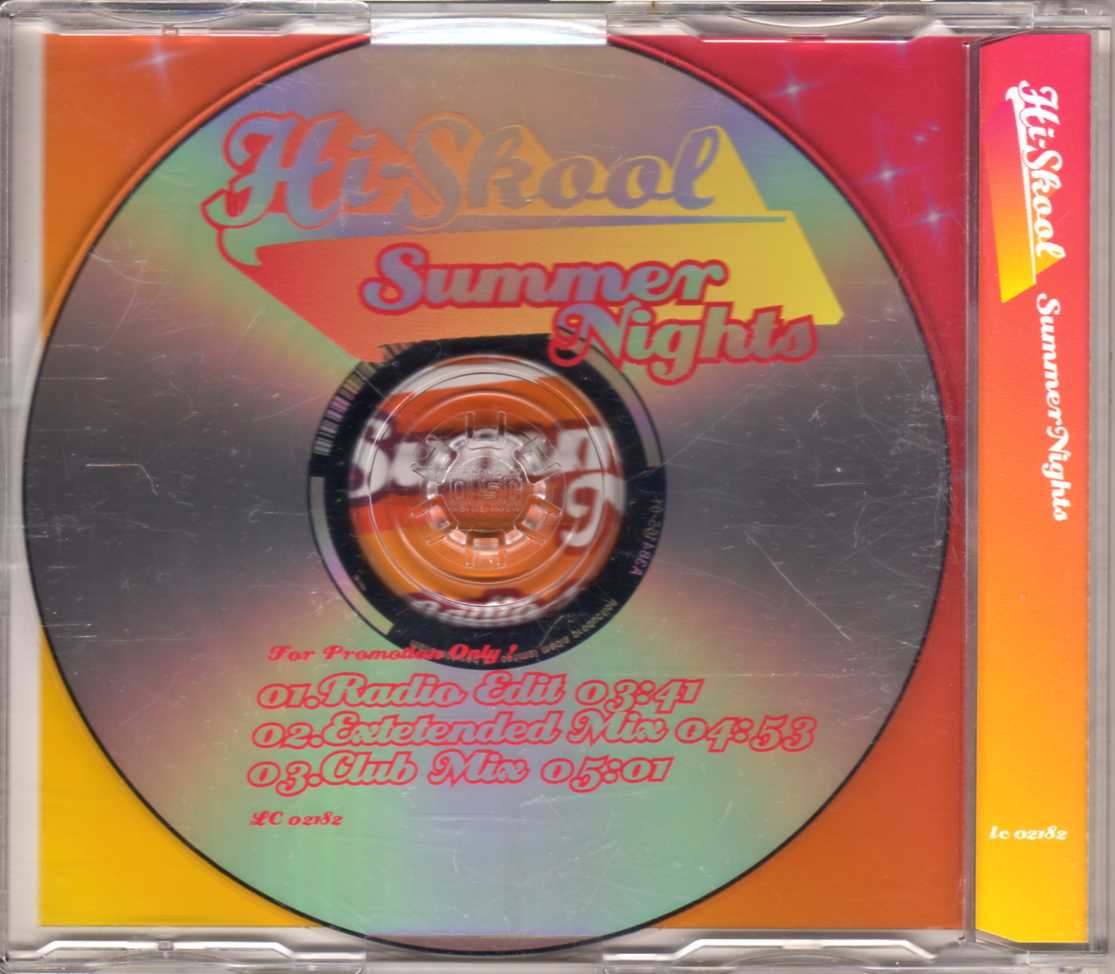 Hi-Skool
Summer
Nights
For Promotion Only !
01.Radio Edit 03:41
02.Extetended Mix 04:53
03.Club Mix 05:01
LC 02182
Hi-Skool Summer Nights
lc 02182